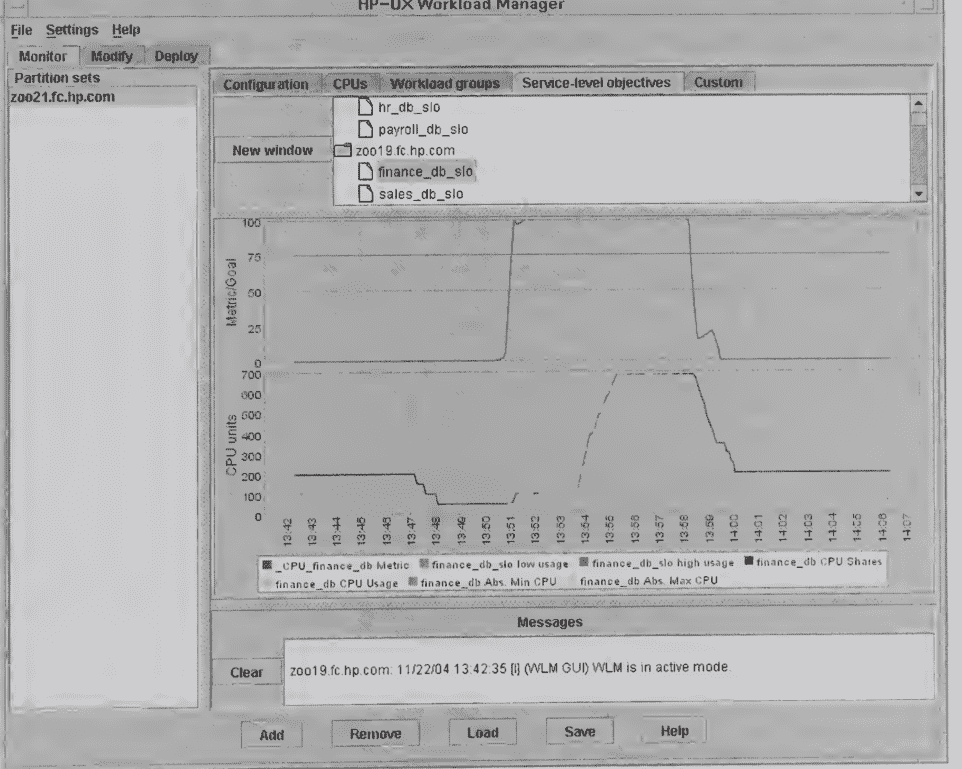 HP-UX Workload Manager
File Settings Help
Monitor Modify Deploy
Partition sets
zoo21.fc.hp.com
Configuration CPUs Workload groups Service-level objectives Custom
hr_db_slo
payroll_db_slo
New window
zoo19.fc.hp.com
finance_db_slo
sales_db_slo
Metric/Goal
100
75
50
25
0
CPU units
700
600
500
400
300
200
100
0
13:42 13:43 13:44 13:45 13:46 13:47 13:48 13:49 13:50 13:51 13:52 13:53 13:54 13:55 13:56 13:57 13:58 13:59 14:00 14:01 14:02 14:03 14:04 14:05 14:06 14:07
_CPU_finance_db Metric finance_db_slo low usage finance_db_slo high usage finance_db CPU Shares
finance_db CPU Usage finance_db Abs. Min CPU finance_db Abs. Max CPU
Messages
Clear
zoo19.fc.hp.com: 11/22/04 13:42:35 [I] (WLM GUI) WLM is in active mode.
Add Remove Load Save Help